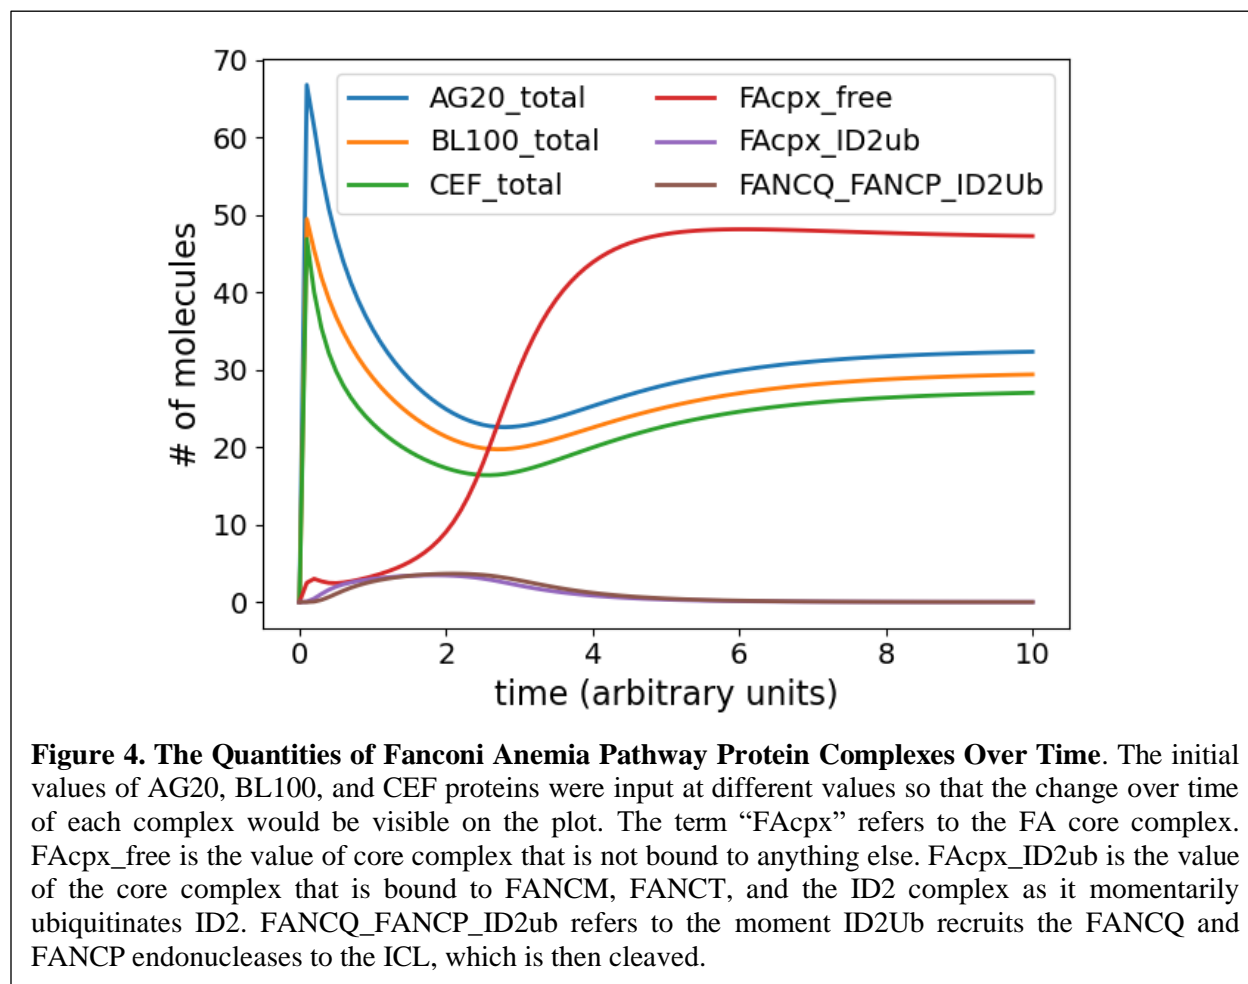 70
60
50
40
30
20
10
0
# of molecules
AG20_total
BL100_total
CEF_total
FAcpx_free
FAcpx_ID2ub
FANCQ_FANCP_ID2Ub
0 2 4 6 8 10
time (arbitrary units)
Figure 4. The Quantities of Fanconi Anemia Pathway Protein Complexes Over Time. The initial
values of AG20, BL100, and CEF proteins were input at different values so that the change over time
of each complex would be visible on the plot. The term “FAcpx” refers to the FA core complex.
FAcpx_free is the value of core complex that is not bound to anything else. FAcpx_ID2ub is the value
of the core complex that is bound to FANCM, FANCT, and the ID2 complex as it momentarily
ubiquitinates ID2. FANCQ_FANCP_ID2ub refers to the moment ID2Ub recruits the FANCQ and
FANCP endonucleases to the ICL, which is then cleaved.